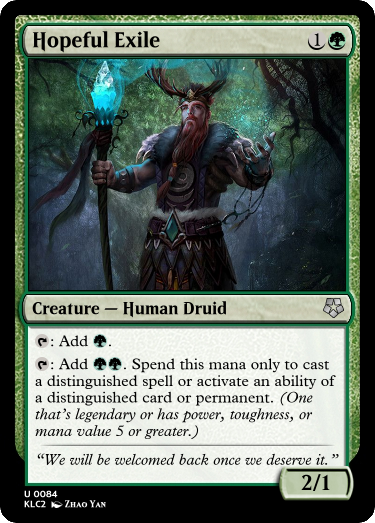 Hopeful Exile 1
Creature — Human Druid
: Add .
: Add . Spend this mana only to cast
a distinguished spell or activate an ability of
a distinguished card or permanent. (One
that's legendary or has power, toughness, or
mana value 5 or greater.)
“We will be welcomed back once we deserve it.”
2/1
U 0084
KLC2 Zhao Yan